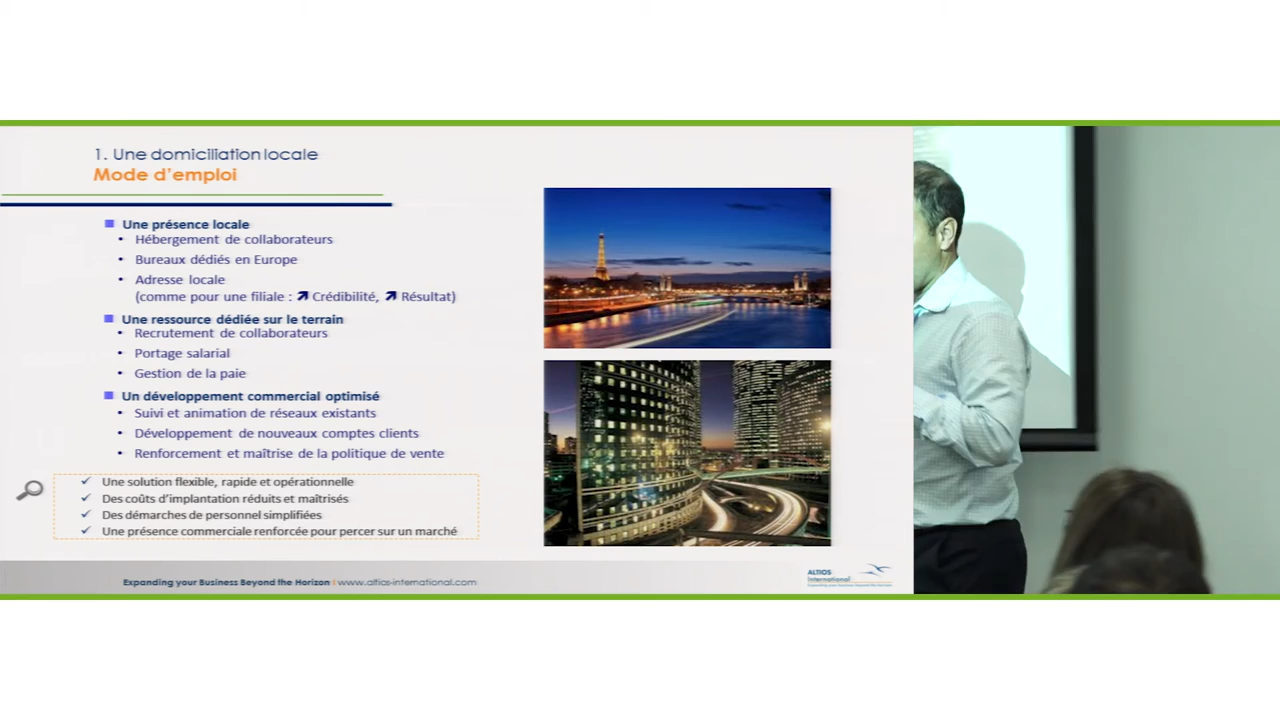 1. Une domiciliation locale
Mode d'emploi
Une présence locale
• Hébergement de collaborateurs
• Bureaux dédiés en Europe
• Adresse locale
(comme pour une filiale : ↗ Crédibilité, ↗ Résultat)
Une ressource dédiée sur le terrain
• Recrutement de collaborateurs
• Portage salarial
• Gestion de la paie
Un développement commercial optimisé
• Suivi et animation de réseaux existants
• Développement de nouveaux comptes clients
• Renforcement et maîtrise de la politique de vente
✓ Une solution flexible, rapide et opérationnelle
✓ Des coûts d'implantation réduits et maîtrisés
✓ Des démarches de personnel simplifiées
✓ Une présence commerciale renforcée pour percer sur un marché
Expanding your Business Beyond the Horizon I www.altios-international.com
ALTIOS
International